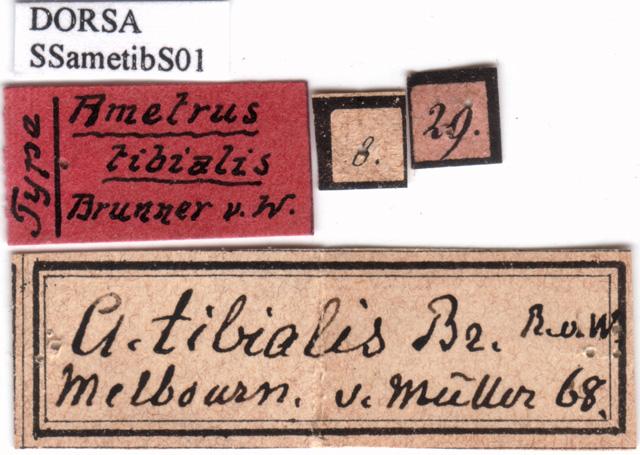 DORSA
SSametibS01
Type
Ametrus
tibialis
Brunner v. W.
8.
29.
A. tibialis Br. B. v. W.
Melbourn. v. Müller 68.